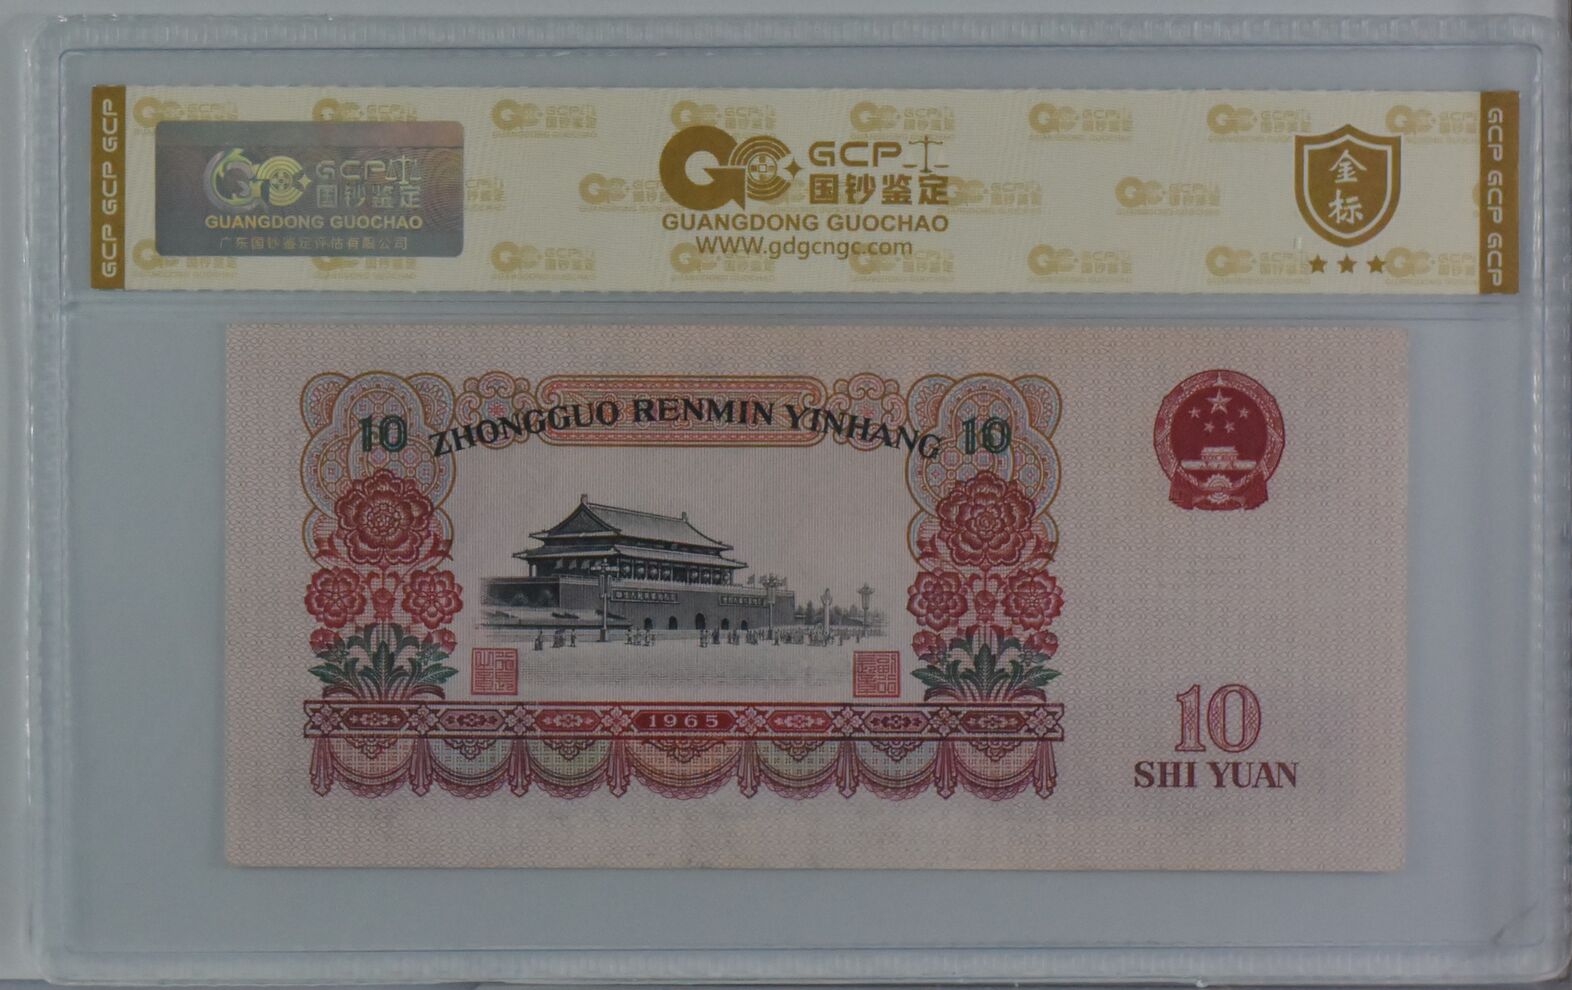 GCP GCP GCP
GCP
国钞鉴定
GUANGDONG GUOCHAO
广东国钞鉴定评估有限公司
GCP
国钞鉴定
GUANGDONG GUOCHAO
WWW.gdgcngc.com
金标
GCP GCP GCP
10 ZHONGGUO RENMIN YINHANG 10
1965
10
SHI YUAN